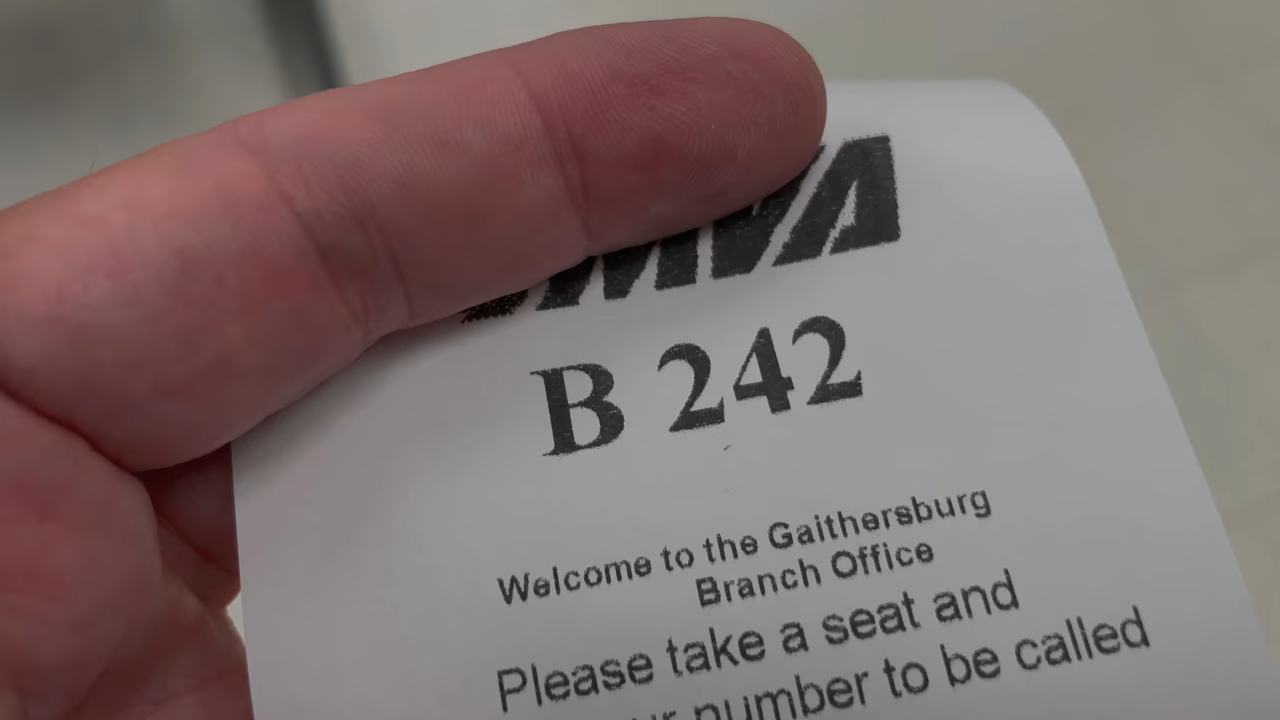 MVA
B 242
Welcome to the Gaithersburg
Branch Office
Please take a seat and
number to be called